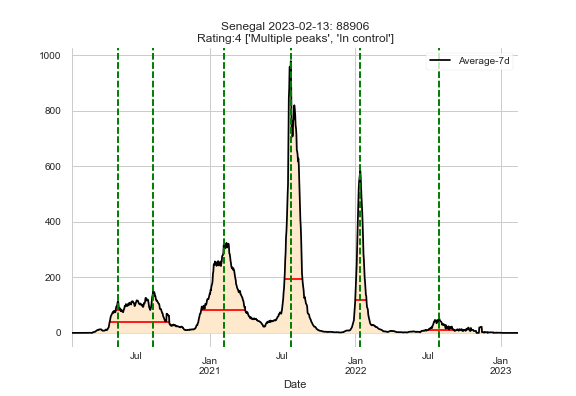 Senegal 2023-02-13: 88906
Rating:4 ['Multiple peaks', 'In control']
Average-7d
1000
800
600
400
200
0
Jul
Jan
2021
Jul
Jan
2022
Jul
Jan
2023
Date